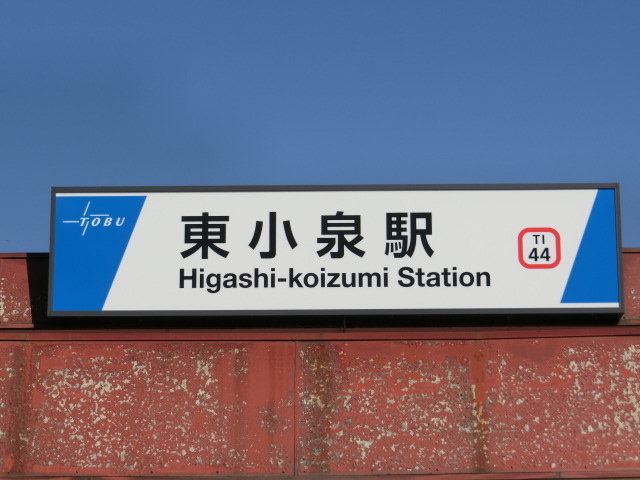 TOBU
東小泉駅
Higashi-koizumi Station
TI
44